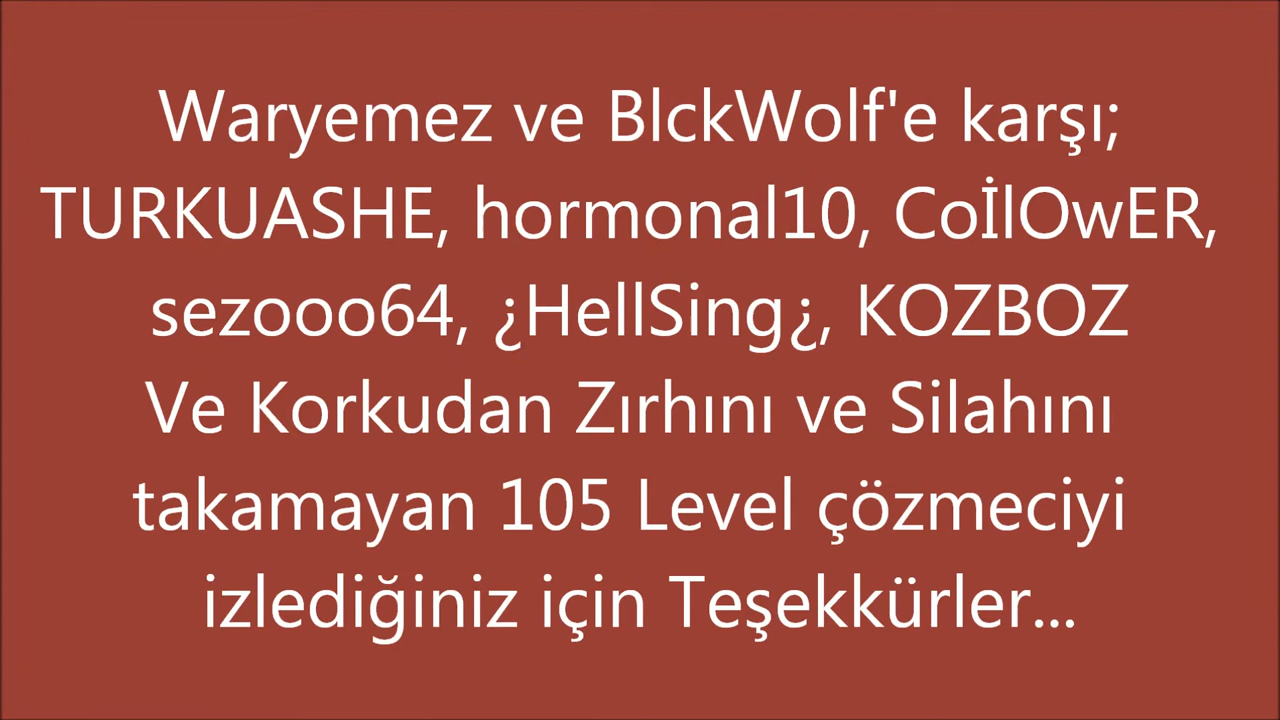 Waryemez ve BlckWolf'e karşı;
TURKUASHE, hormonal10, CoİlOwER,
sezooo64, ¿HellSing¿, KOZBOZ
Ve Korkudan Zırhını ve Silahını
takamayan 105 Level çözmeciyi
izlediğiniz için Teşekkürler...